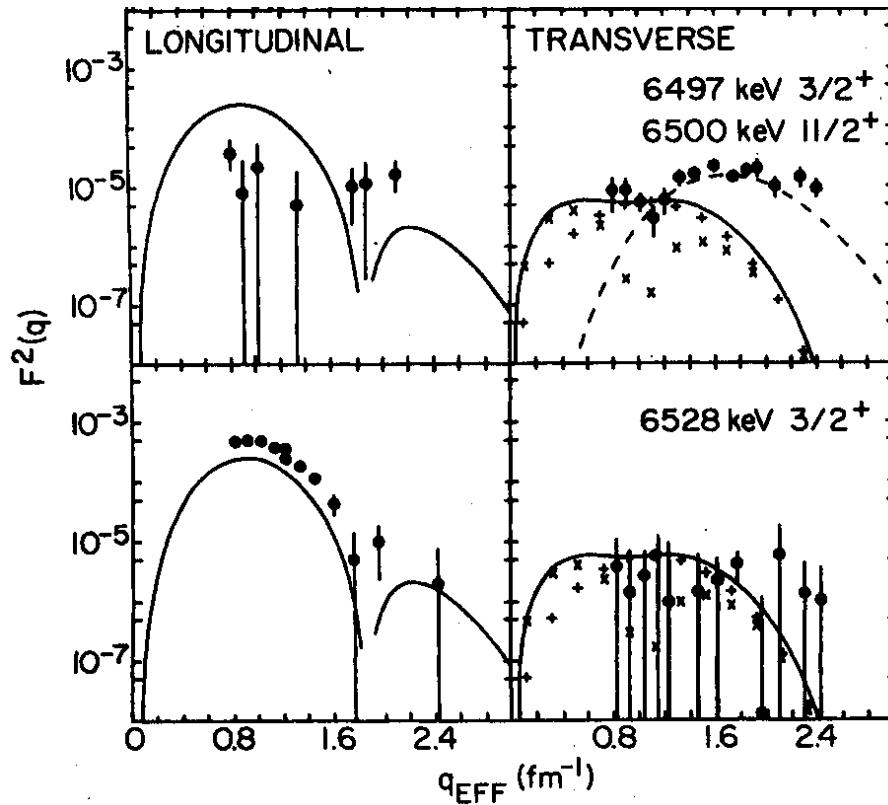 LONGITUDINAL
TRANSVERSE
6497 keV 3/2⁺
6500 keV 11/2⁺
10⁻³
10⁻⁵
10⁻⁷
F²(q)
6528 keV 3/2⁺
10⁻³
10⁻⁵
10⁻⁷
0 0.8 1.6 2.4 0.8 1.6 2.4
q_EFF (fm⁻¹)